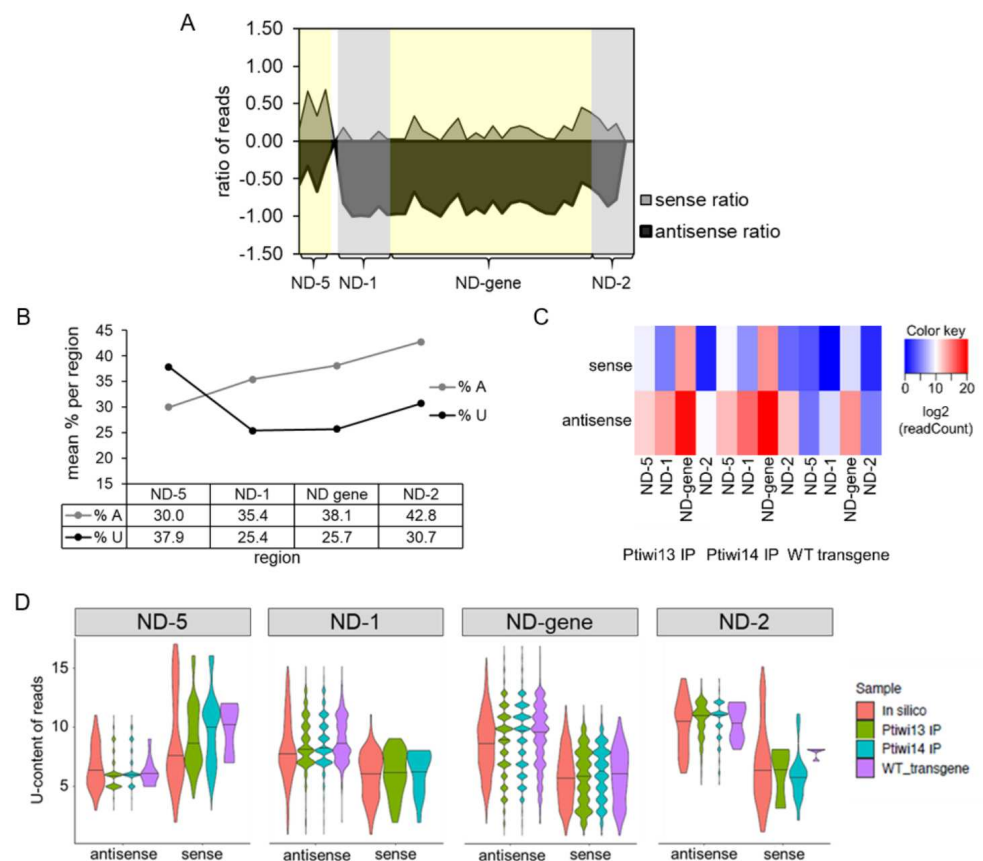 A
1.50
1.00
0.50
0.00
-0.50
-1.00
-1.50
ratio of reads
sense ratio
antisense ratio
ND-5 ND-1 ND-gene ND-2
B
45
40
35
30
25
20
15
mean % per region
% A
% U
ND-5 ND-1 ND gene ND-2
% A 30.0 35.4 38.1 42.8
% U 37.9 25.4 25.7 30.7
region
C
sense
antisense
ND-5 ND-1 ND-gene ND-2 ND-5 ND-1 ND-gene ND-2 ND-5 ND-1 ND-gene ND-2
Ptiwi13 IP Ptiwi14 IP WT transgene
Color key
0 10 20
log2
(readCount)
D
ND-5 ND-1 ND-gene ND-2
15
10
5
U-content of reads
antisense sense antisense sense antisense sense antisense sense
Sample
In silico
Ptiwi13 IP
Ptiwi14 IP
WT_transgene